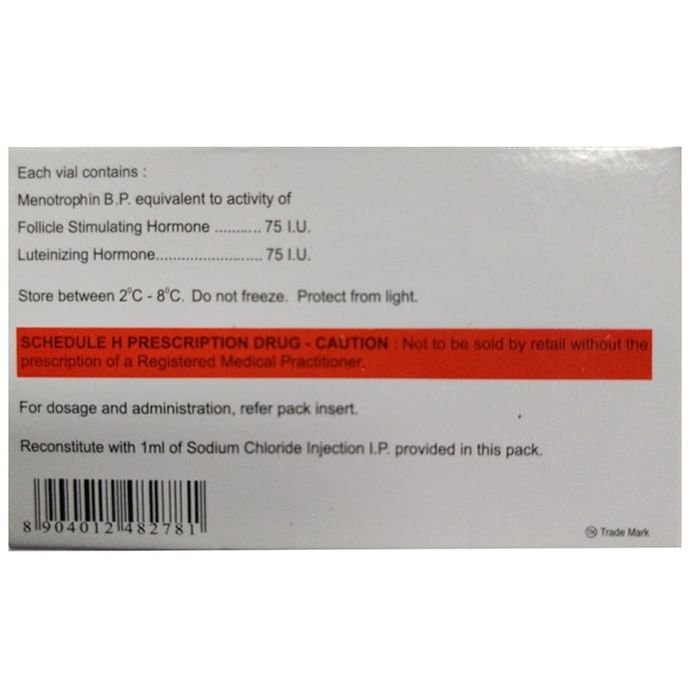 Each vial contains :
Menotrophin B.P. equivalent to activity of
Follicle Stimulating Hormone ........... 75 I.U.
Luteinizing Hormone......................... 75 I.U.
Store between 2°C - 8°C. Do not freeze. Protect from light.
SCHEDULE H PRESCRIPTION DRUG - CAUTION : Not to be sold by retail without the
prescription of a Registered Medical Practitioner.
For dosage and administration, refer pack insert.
Reconstitute with 1ml of Sodium Chloride Injection I.P. provided in this pack.
8 904012 482781
TM Trade Mark